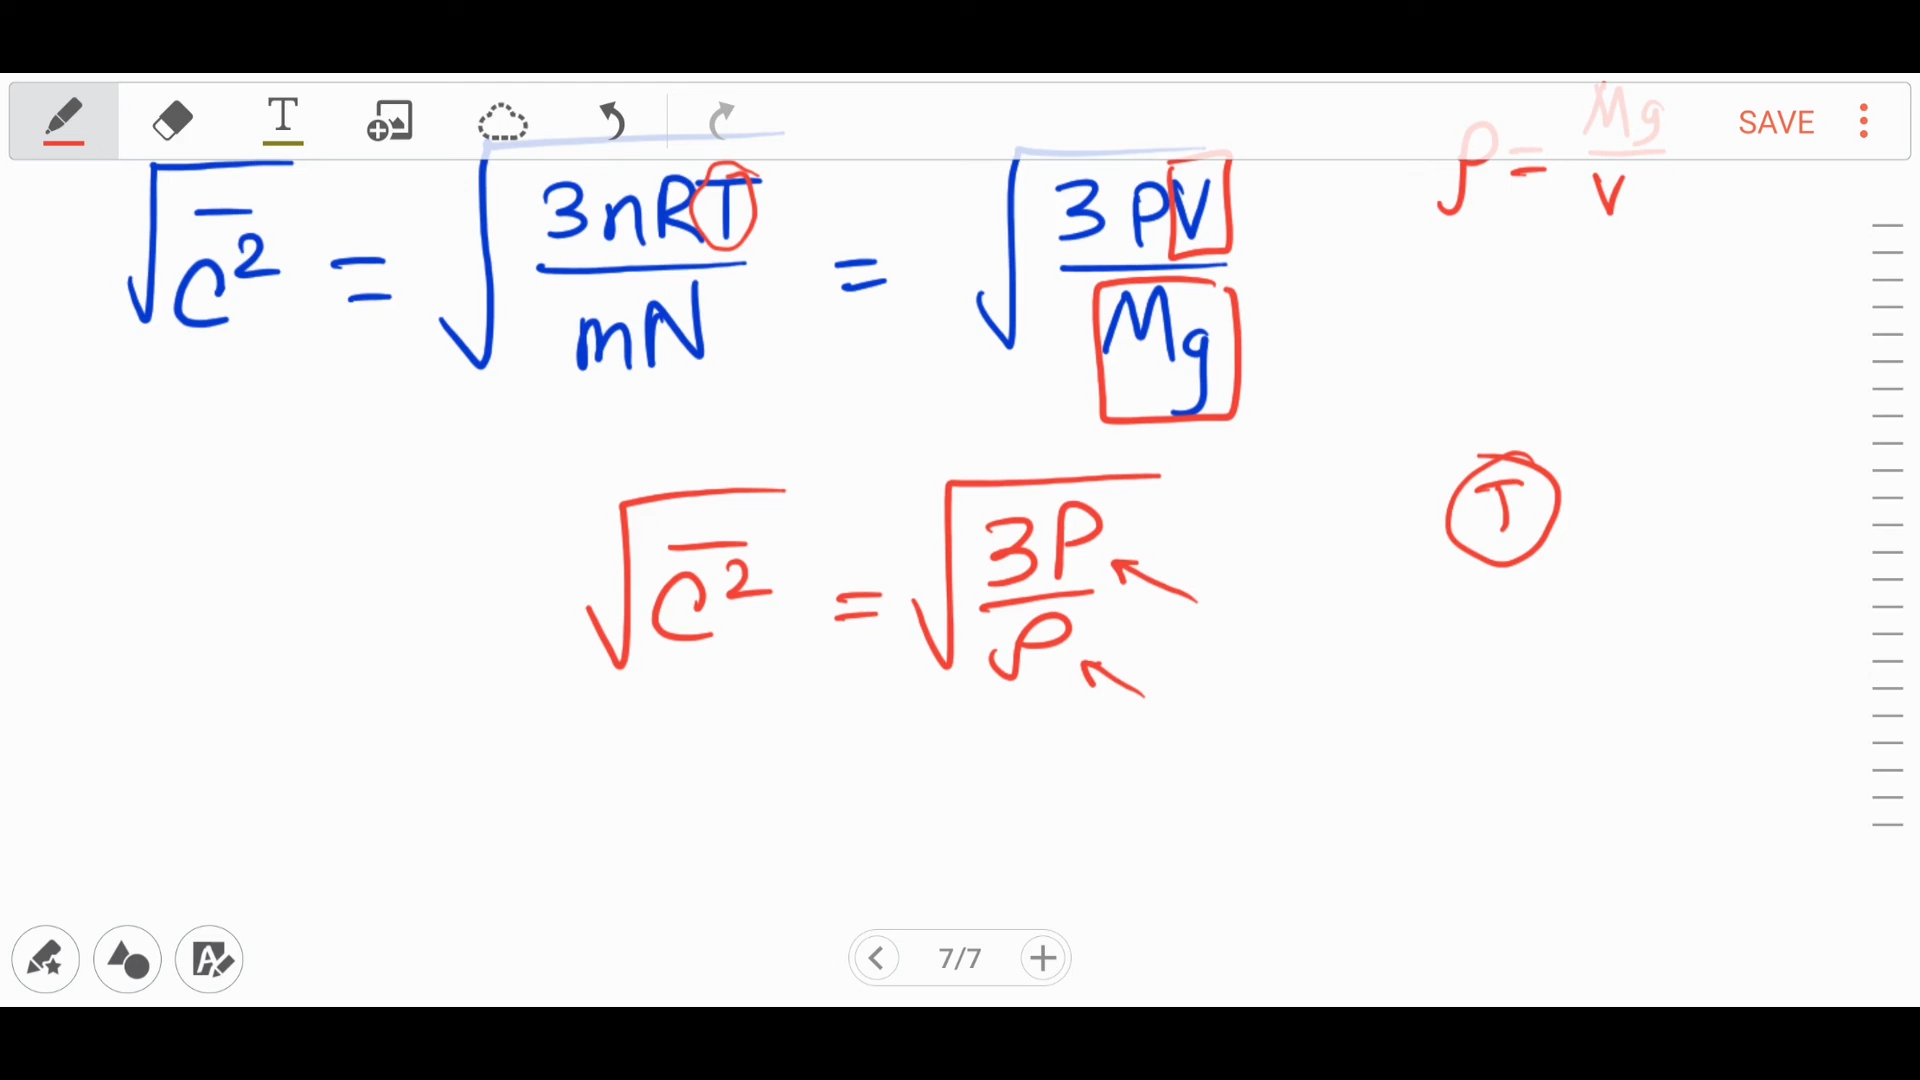 T SAVE
ρ = Mg / V
√c̅² = √(3nRT / mN) = √(3PV / Mg)
√c̅² = √(3P / ρ)
T
7/7